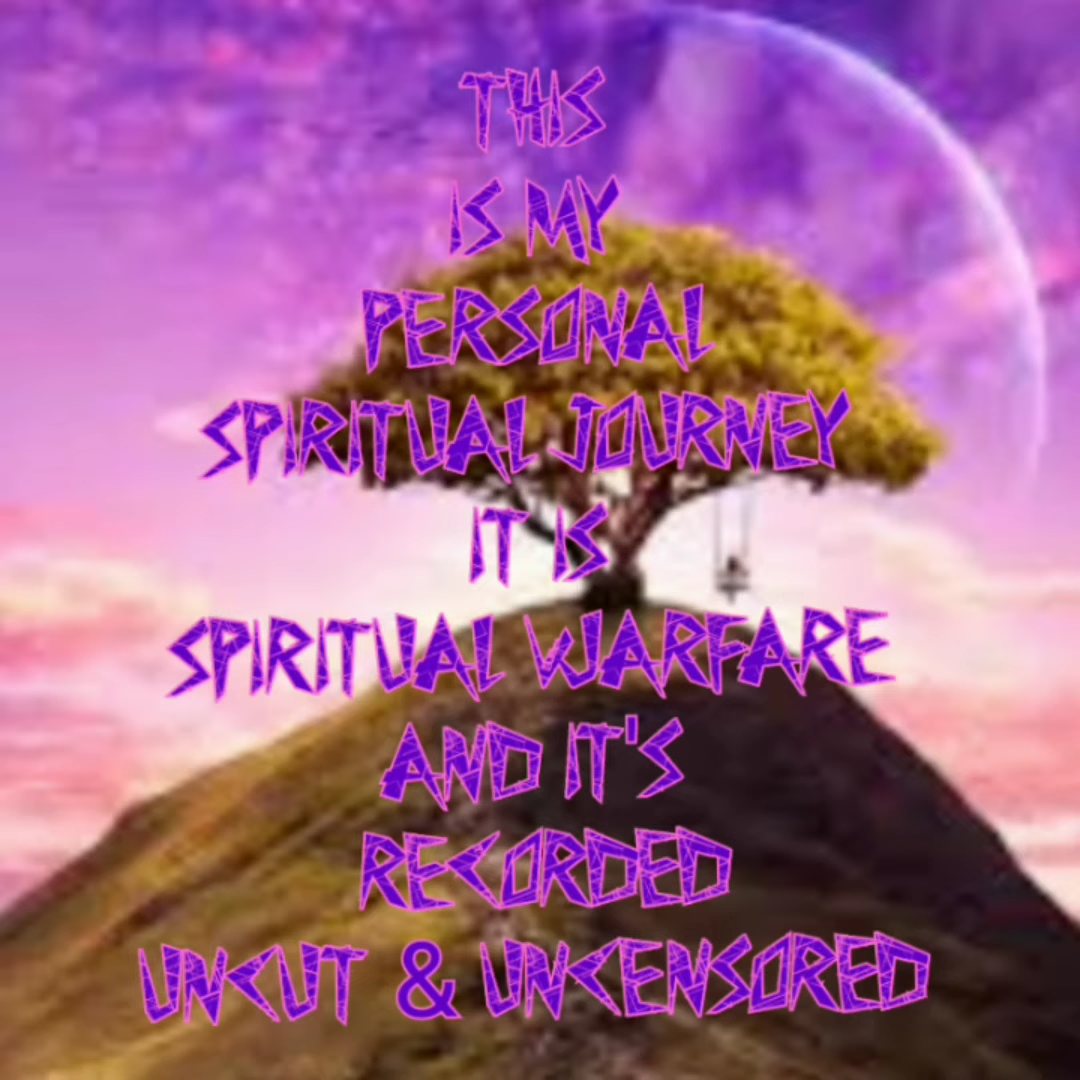 THIS
IS MY
PERSONAL
SPIRITUAL JOURNEY
IT IS
SPIRITUAL WARFARE
AND IT'S
RECORDED
UNCUT & UNCENSORED